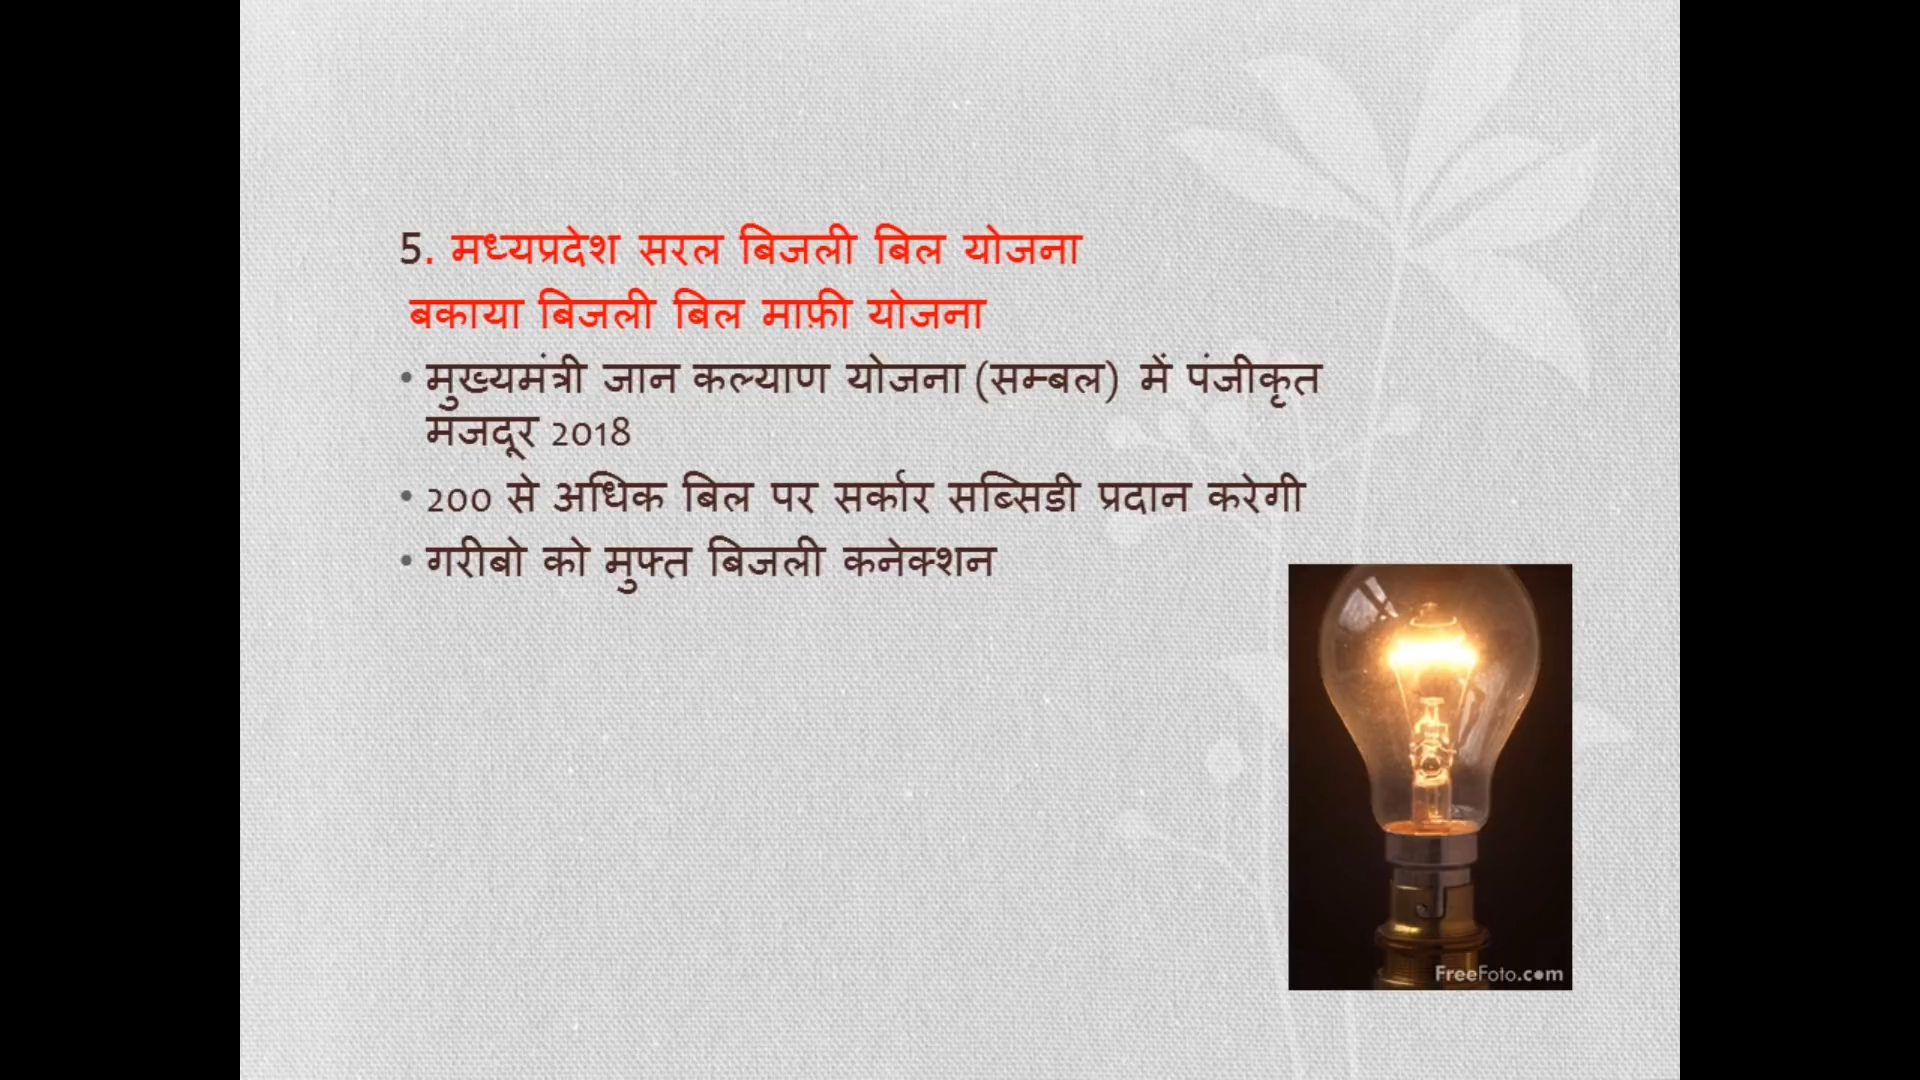 5. मध्यप्रदेश सरल बिजली बिल योजना
बकाया बिजली बिल माफ़ी योजना
• मुख्यमंत्री जान कल्याण योजना (सम्बल) में पंजीकृत
मजदूर 2018
• 200 से अधिक बिल पर सर्कार सब्सिडी प्रदान करेगी
• गरीबो को मुफ्त बिजली कनेक्शन
FreeFoto.com